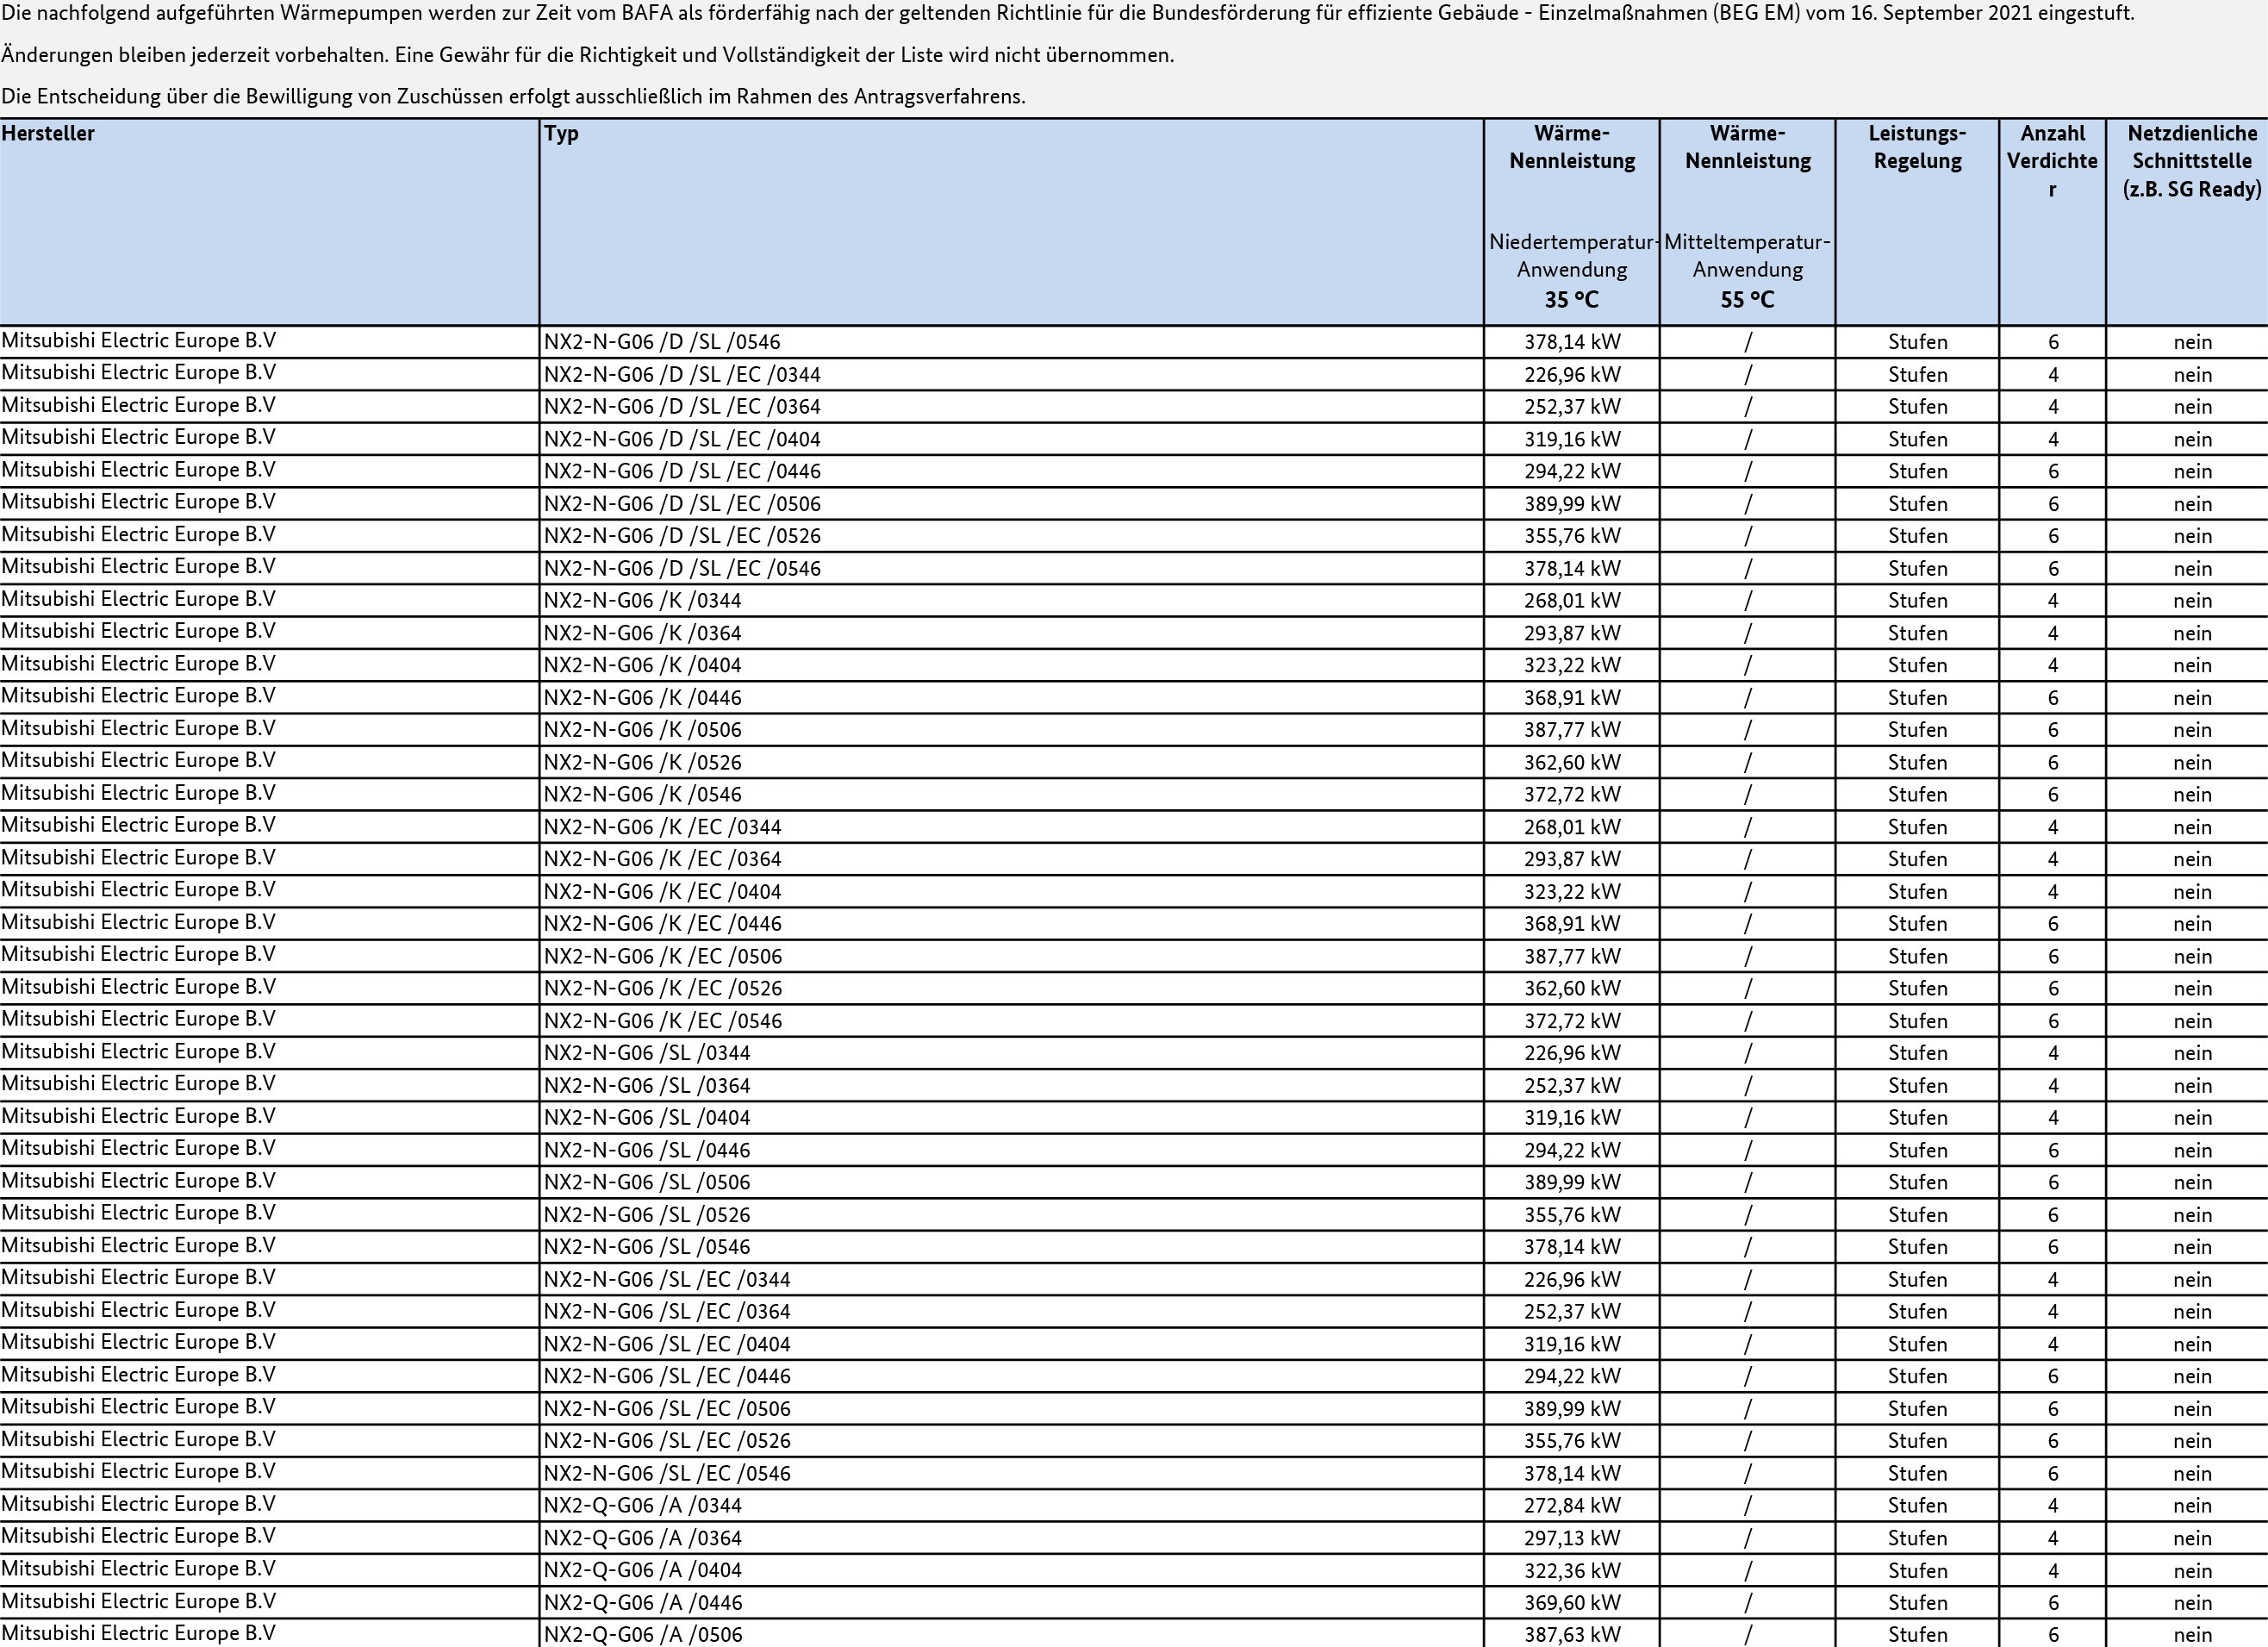 Die nachfolgend aufgeführten Wärmepumpen werden zur Zeit vom BAFA als förderfähig nach der geltenden Richtlinie für die Bundesförderung für effiziente Gebäude - Einzelmaßnahmen (BEG EM) vom 16. September 2021 eingestuft.
Änderungen bleiben jederzeit vorbehalten. Eine Gewähr für die Richtigkeit und Vollständigkeit der Liste wird nicht übernommen.
Die Entscheidung über die Bewilligung von Zuschüssen erfolgt ausschließlich im Rahmen des Antragsverfahrens.
Hersteller Typ Wärme- Wärme- Leistungs- Anzahl Netzdienliche
Nennleistung Nennleistung Regelung Verdichte Schnittstelle
r (z.B. SG Ready)
Niedertemperatur- Mitteltemperatur-
Anwendung Anwendung
35 °C 55 °C
Mitsubishi Electric Europe B.V NX2-N-G06 /D /SL /0546 378,14 kW / Stufen 6 nein
Mitsubishi Electric Europe B.V NX2-N-G06 /D /SL /EC /0344 226,96 kW / Stufen 4 nein
Mitsubishi Electric Europe B.V NX2-N-G06 /D /SL /EC /0364 252,37 kW / Stufen 4 nein
Mitsubishi Electric Europe B.V NX2-N-G06 /D /SL /EC /0404 319,16 kW / Stufen 4 nein
Mitsubishi Electric Europe B.V NX2-N-G06 /D /SL /EC /0446 294,22 kW / Stufen 6 nein
Mitsubishi Electric Europe B.V NX2-N-G06 /D /SL /EC /0506 389,99 kW / Stufen 6 nein
Mitsubishi Electric Europe B.V NX2-N-G06 /D /SL /EC /0526 355,76 kW / Stufen 6 nein
Mitsubishi Electric Europe B.V NX2-N-G06 /D /SL /EC /0546 378,14 kW / Stufen 6 nein
Mitsubishi Electric Europe B.V NX2-N-G06 /K /0344 268,01 kW / Stufen 4 nein
Mitsubishi Electric Europe B.V NX2-N-G06 /K /0364 293,87 kW / Stufen 4 nein
Mitsubishi Electric Europe B.V NX2-N-G06 /K /0404 323,22 kW / Stufen 4 nein
Mitsubishi Electric Europe B.V NX2-N-G06 /K /0446 368,91 kW / Stufen 6 nein
Mitsubishi Electric Europe B.V NX2-N-G06 /K /0506 387,77 kW / Stufen 6 nein
Mitsubishi Electric Europe B.V NX2-N-G06 /K /0526 362,60 kW / Stufen 6 nein
Mitsubishi Electric Europe B.V NX2-N-G06 /K /0546 372,72 kW / Stufen 6 nein
Mitsubishi Electric Europe B.V NX2-N-G06 /K /EC /0344 268,01 kW / Stufen 4 nein
Mitsubishi Electric Europe B.V NX2-N-G06 /K /EC /0364 293,87 kW / Stufen 4 nein
Mitsubishi Electric Europe B.V NX2-N-G06 /K /EC /0404 323,22 kW / Stufen 4 nein
Mitsubishi Electric Europe B.V NX2-N-G06 /K /EC /0446 368,91 kW / Stufen 6 nein
Mitsubishi Electric Europe B.V NX2-N-G06 /K /EC /0506 387,77 kW / Stufen 6 nein
Mitsubishi Electric Europe B.V NX2-N-G06 /K /EC /0526 362,60 kW / Stufen 6 nein
Mitsubishi Electric Europe B.V NX2-N-G06 /K /EC /0546 372,72 kW / Stufen 6 nein
Mitsubishi Electric Europe B.V NX2-N-G06 /SL /0344 226,96 kW / Stufen 4 nein
Mitsubishi Electric Europe B.V NX2-N-G06 /SL /0364 252,37 kW / Stufen 4 nein
Mitsubishi Electric Europe B.V NX2-N-G06 /SL /0404 319,16 kW / Stufen 4 nein
Mitsubishi Electric Europe B.V NX2-N-G06 /SL /0446 294,22 kW / Stufen 6 nein
Mitsubishi Electric Europe B.V NX2-N-G06 /SL /0506 389,99 kW / Stufen 6 nein
Mitsubishi Electric Europe B.V NX2-N-G06 /SL /0526 355,76 kW / Stufen 6 nein
Mitsubishi Electric Europe B.V NX2-N-G06 /SL /0546 378,14 kW / Stufen 6 nein
Mitsubishi Electric Europe B.V NX2-N-G06 /SL /EC /0344 226,96 kW / Stufen 4 nein
Mitsubishi Electric Europe B.V NX2-N-G06 /SL /EC /0364 252,37 kW / Stufen 4 nein
Mitsubishi Electric Europe B.V NX2-N-G06 /SL /EC /0404 319,16 kW / Stufen 4 nein
Mitsubishi Electric Europe B.V NX2-N-G06 /SL /EC /0446 294,22 kW / Stufen 6 nein
Mitsubishi Electric Europe B.V NX2-N-G06 /SL /EC /0506 389,99 kW / Stufen 6 nein
Mitsubishi Electric Europe B.V NX2-N-G06 /SL /EC /0526 355,76 kW / Stufen 6 nein
Mitsubishi Electric Europe B.V NX2-N-G06 /SL /EC /0546 378,14 kW / Stufen 6 nein
Mitsubishi Electric Europe B.V NX2-Q-G06 /A /0344 272,84 kW / Stufen 4 nein
Mitsubishi Electric Europe B.V NX2-Q-G06 /A /0364 297,13 kW / Stufen 4 nein
Mitsubishi Electric Europe B.V NX2-Q-G06 /A /0404 322,36 kW / Stufen 4 nein
Mitsubishi Electric Europe B.V NX2-Q-G06 /A /0446 369,60 kW / Stufen 6 nein
Mitsubishi Electric Europe B.V NX2-Q-G06 /A /0506 387,63 kW / Stufen 6 nein